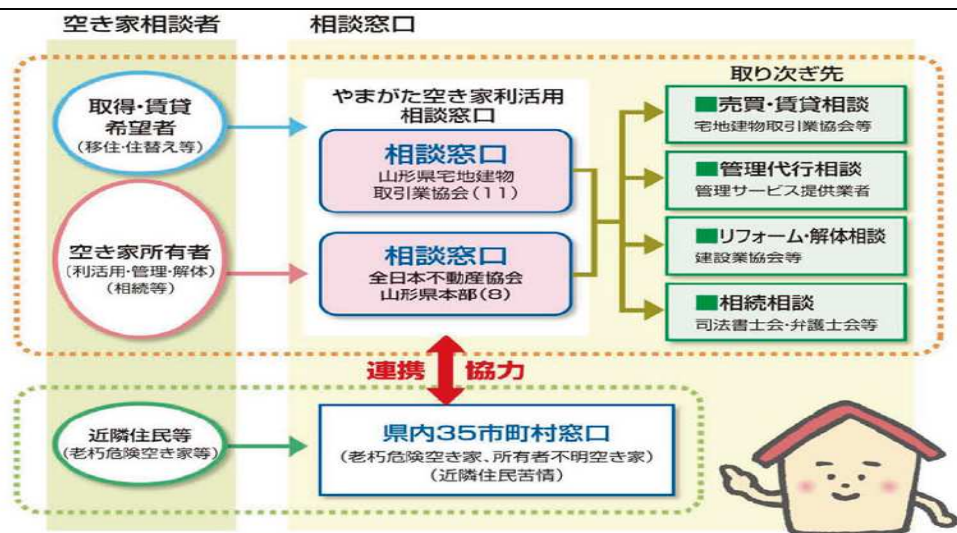 空き家相談者
相談窓口
取得・賃貸
希望者
(移住・住替え等)
空き家所有者
(利活用・管理・解体)
(相続等)
やまがた空き家利活用
相談窓口
相談窓口
山形県宅地建物
取引業協会(11)
相談窓口
全日本不動産協会
山形県本部(8)
取り次ぎ先
■売買・賃貸相談
宅地建物取引業協会等
■管理代行相談
管理サービス提供業者
■リフォーム・解体相談
建設業協会等
■相続相談
司法書士会・弁護士会等
連携 協力
近隣住民等
(老朽危険空き家等)
県内35市町村窓口
(老朽危険空き家、所有者不明空き家)
(近隣住民苦情)